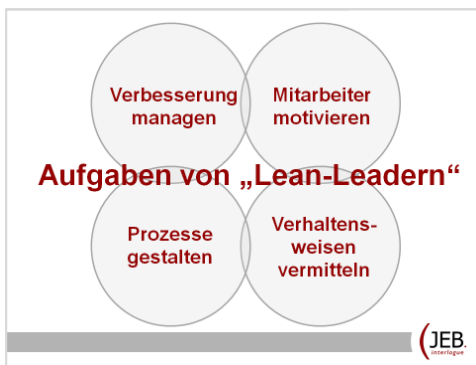 Verbesserung managen
Mitarbeiter motivieren
Aufgaben von „Lean-Leadern“
Prozesse gestalten
Verhaltens-
weisen
vermitteln
JEB.
interlogue